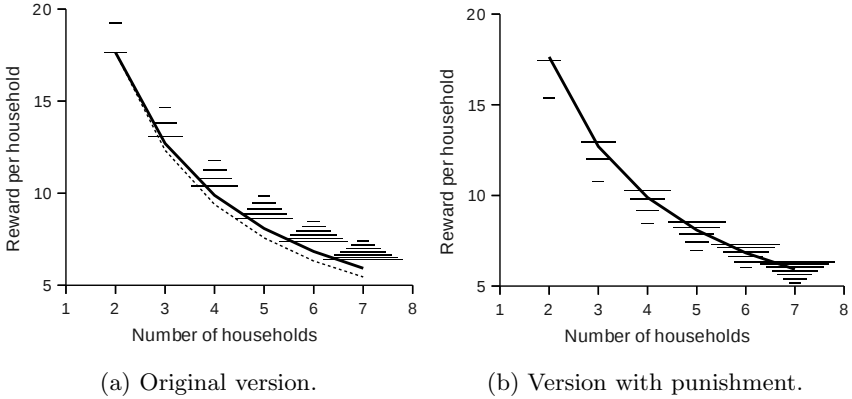 20
15
10
5
Reward per household
1 2 3 4 5 6 7 8
Number of households
(a) Original version.
20
15
10
5
Reward per household
1 2 3 4 5 6 7 8
Number of households
(b) Version with punishment.